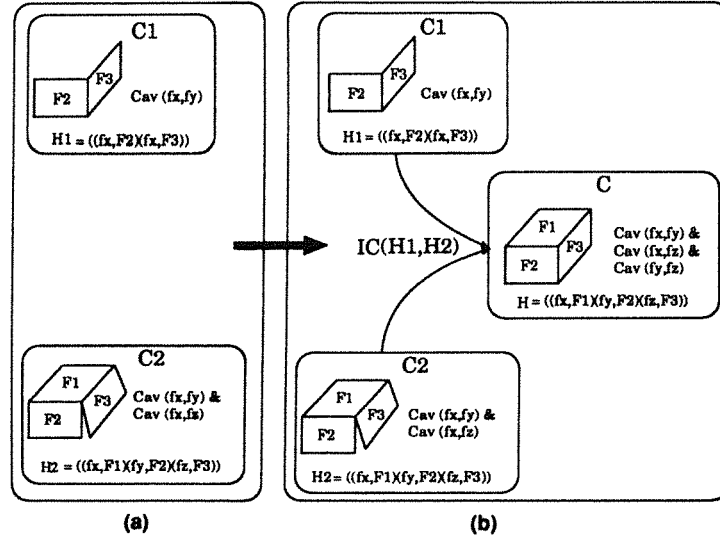 C1
F2
F3
Cav (fx,fy)
H1 = ((fx,F2)(fx,F3))
C2
F1
F2
F3
Cav (fx,fy) &
Cav (fx,fz)
H2 = ((fx,F1)(fy,F2)(fz,F3))
(a)
C1
F2
F3
Cav (fx,fy)
H1 = ((fx,F2)(fx,F3))
IC(H1,H2)
C
F1
F2
F3
Cav (fx,fy) &
Cav (fx,fz) &
Cav (fy,fz)
H = ((fx,F1)(fy,F2)(fz,F3))
C2
F1
F2
F3
Cav (fx,fy) &
Cav (fx,fz)
H2 = ((fx,F1)(fy,F2)(fz,F3))
(b)